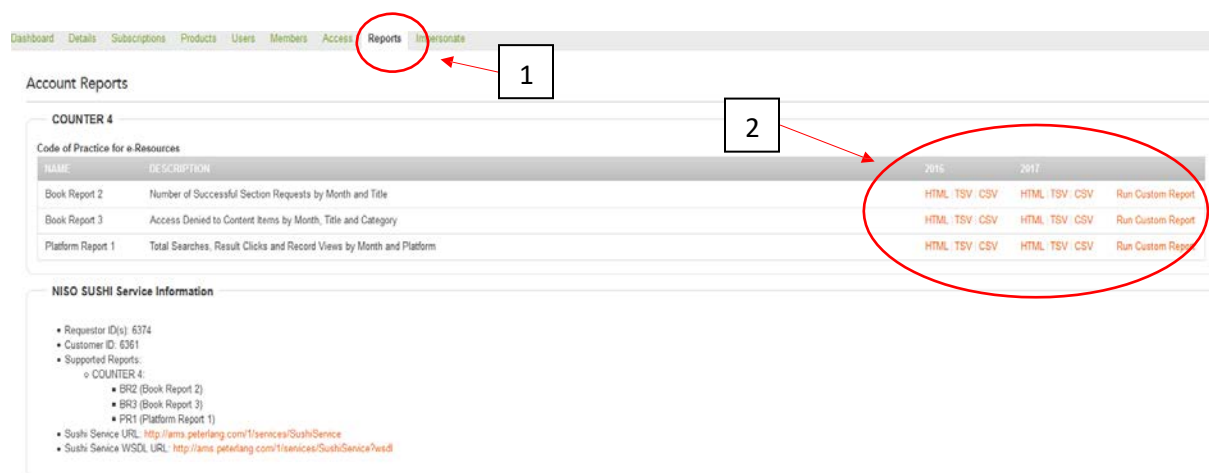 Dashboard Details Subscriptions Products Users Members Access Reports Impersonate
1
Account Reports
2
COUNTER 4
Code of Practice for e-Resources
NAME DESCRIPTION 2016 2017
Book Report 2 Number of Successful Section Requests by Month and Title HTML | TSV | CSV HTML | TSV | CSV Run Custom Report
Book Report 3 Access Denied to Content Items by Month, Title and Category HTML | TSV | CSV HTML | TSV | CSV Run Custom Report
Platform Report 1 Total Searches, Result Clicks and Record Views by Month and Platform HTML | TSV | CSV HTML | TSV | CSV Run Custom Report
NISO SUSHI Service Information
• Requestor ID(s): 6374
• Customer ID: 6361
• Supported Reports:
○ COUNTER 4:
▪ BR2 (Book Report 2)
▪ BR3 (Book Report 3)
▪ PR1 (Platform Report 1)
• Sushi Service URL: http://ams.peterlang.com/1/services/SushiService
• Sushi Service WSDL URL: http://ams.peterlang.com/1/services/SushiService?wsdl